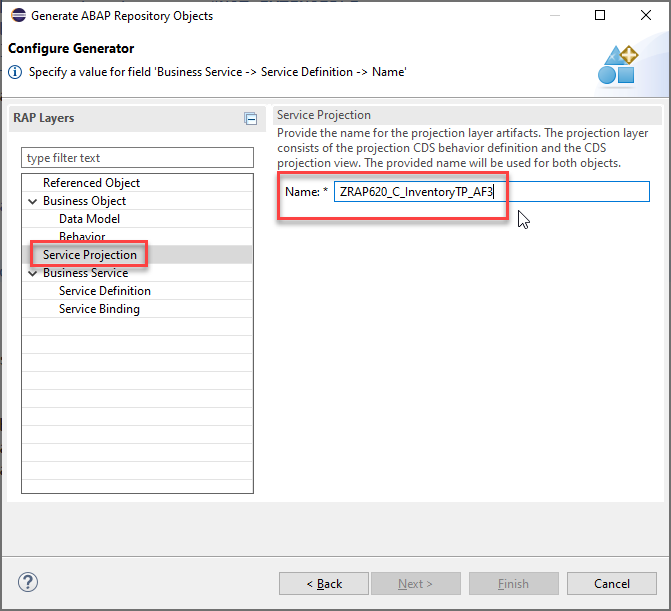 Generate ABAP Repository Objects
Configure Generator
Specify a value for field 'Business Service -> Service Definition -> Name'
RAP Layers
type filter text
Referenced Object
Business Object
Data Model
Behavior
Service Projection
Business Service
Service Definition
Service Binding
Service Projection
Provide the name for the projection layer artifacts. The projection layer
consists of the projection CDS behavior definition and the CDS
projection view. The provided name will be used for both objects.
Name: * ZRAP620_C_InventoryTP_AF3
? < Back Next > Finish Cancel